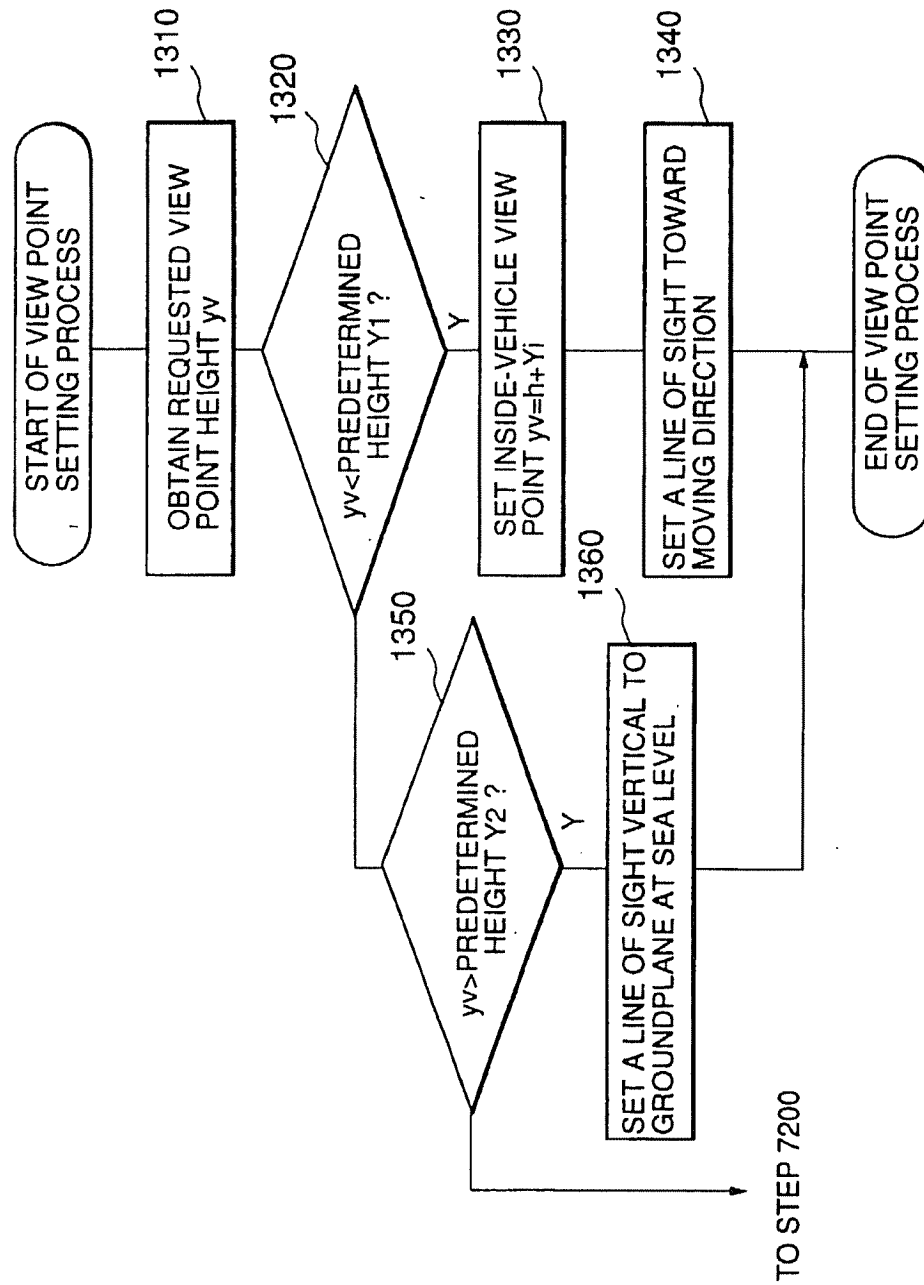 START OF VIEW POINT
SETTING PROCESS
1310
OBTAIN REQUESTED VIEW
POINT HEIGHT yv
1320
yv<PREDETERMINED
HEIGHT Y1 ?
Y
1330
SET INSIDE-VEHICLE VIEW
POINT yv=h+Yi
1340
SET A LINE OF SIGHT TOWARD
MOVING DIRECTION
1350
yv>PREDETERMINED
HEIGHT Y2 ?
Y
1360
SET A LINE OF SIGHT VERTICAL TO
GROUNDPLANE AT SEA LEVEL
TO STEP 7200
END OF VIEW POINT
SETTING PROCESS